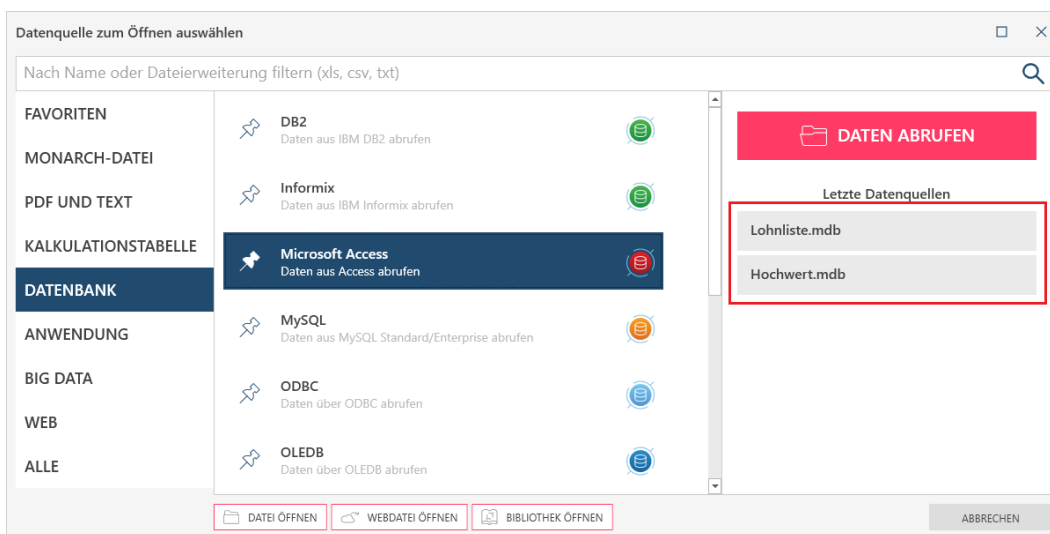 Datenquelle zum Öffnen auswählen
Nach Name oder Dateierweiterung filtern (xls, csv, txt)
FAVORITEN
MONARCH-DATEI
PDF UND TEXT
KALKULATIONSTABELLE
DATENBANK
ANWENDUNG
BIG DATA
WEB
ALLE
DB2
Daten aus IBM DB2 abrufen
Informix
Daten aus IBM Informix abrufen
Microsoft Access
Daten aus Access abrufen
MySQL
Daten aus MySQL Standard/Enterprise abrufen
ODBC
Daten über ODBC abrufen
OLEDB
Daten über OLEDB abrufen
DATEN ABRUFEN
Letzte Datenquellen
Lohnliste.mdb
Hochwert.mdb
DATEI ÖFFNEN
WEBDATEI ÖFFNEN
BIBLIOTHEK ÖFFNEN
ABBRECHEN